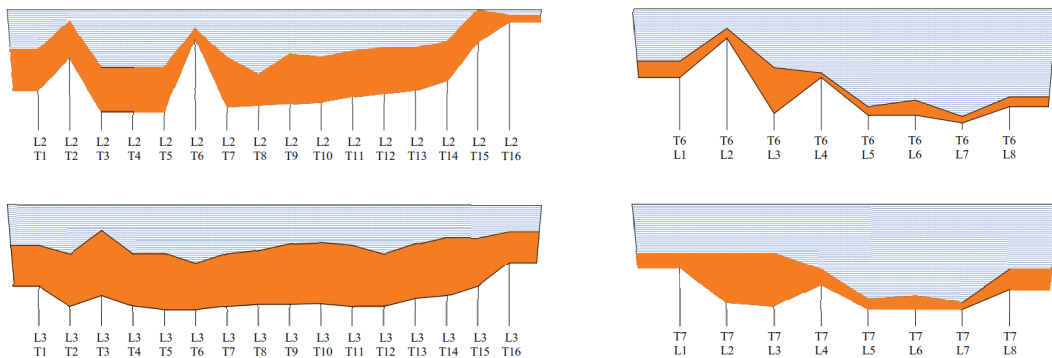 L2 L2 L2 L2 L2 L2 L2 L2 L2 L2 L2 L2 L2 L2 L2 L2
T1 T2 T3 T4 T5 T6 T7 T8 T9 T10 T11 T12 T13 T14 T15 T16
T6 T6 T6 T6 T6 T6 T6 T6
L1 L2 L3 L4 L5 L6 L7 L8
L3 L3 L3 L3 L3 L3 L3 L3 L3 L3 L3 L3 L3 L3 L3 L3
T1 T2 T3 T4 T5 T6 T7 T8 T9 T10 T11 T12 T13 T14 T15 T16
T7 T7 T7 T7 T7 T7 T7 T7
L1 L2 L3 L4 L5 L6 L7 L8